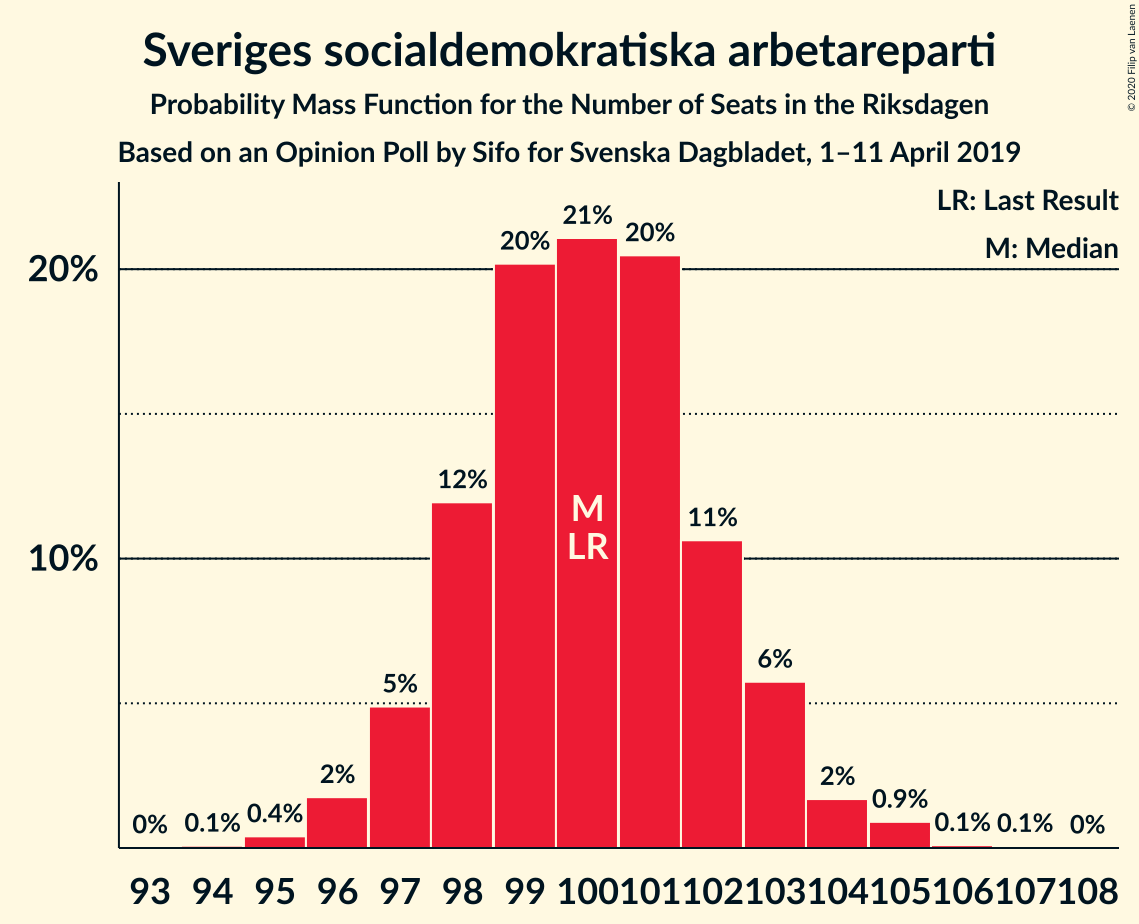 Sveriges socialdemokratiska arbetareparti
Probability Mass Function for the Number of Seats in the Riksdagen
Based on an Opinion Poll by Sifo for Svenska Dagbladet, 1–11 April 2019
© 2020 Filip van Laenen
LR: Last Result
M: Median
20%
10%
0% 0.1% 0.4% 2% 5% 12% 20% 21% 20% 11% 6% 2% 0.9% 0.1% 0.1% 0%
M
LR
93 94 95 96 97 98 99 100 101 102 103 104 105 106 107 108